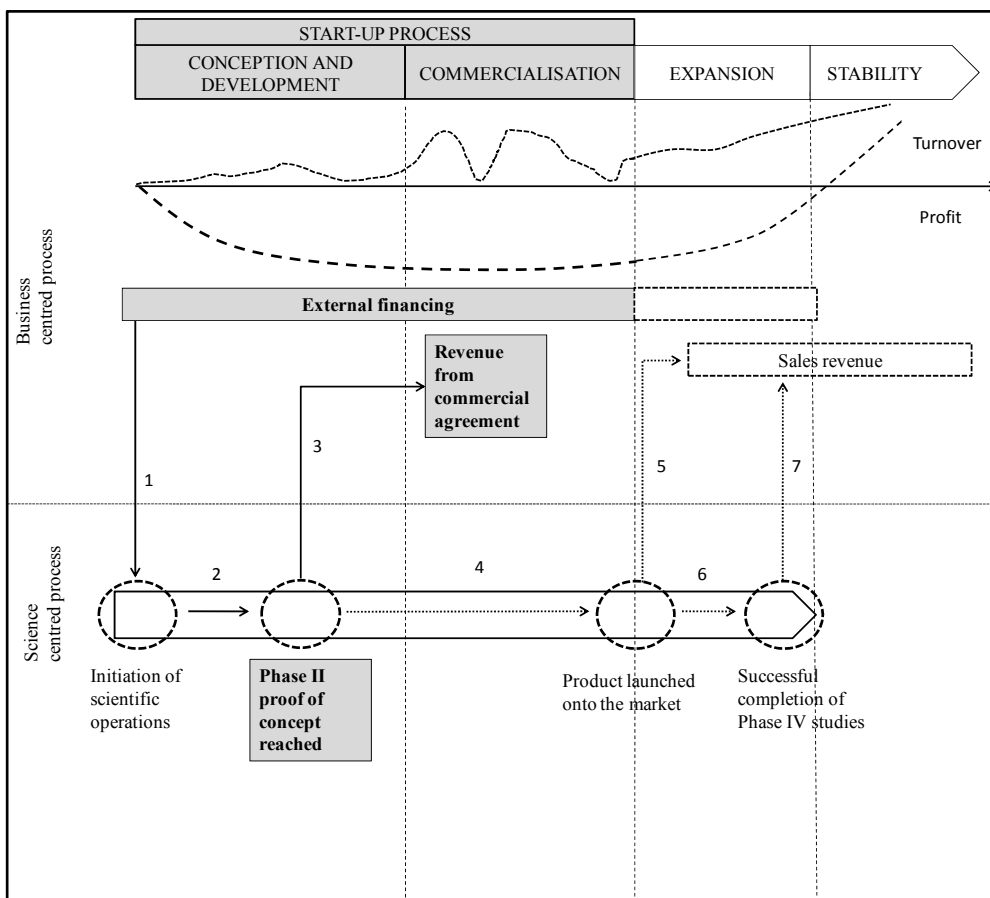 START-UP PROCESS
CONCEPTION AND
DEVELOPMENT
COMMERCIALISATION
EXPANSION
STABILITY
Turnover
Profit
Business
centred process
External financing
Revenue
from
commercial
agreement
Sales revenue
1
3
5
7
Science
centred process
2
4
6
Initiation of
scientific
operations
Phase II
proof of
concept
reached
Product launched
onto the market
Successful
completion of
Phase IV studies